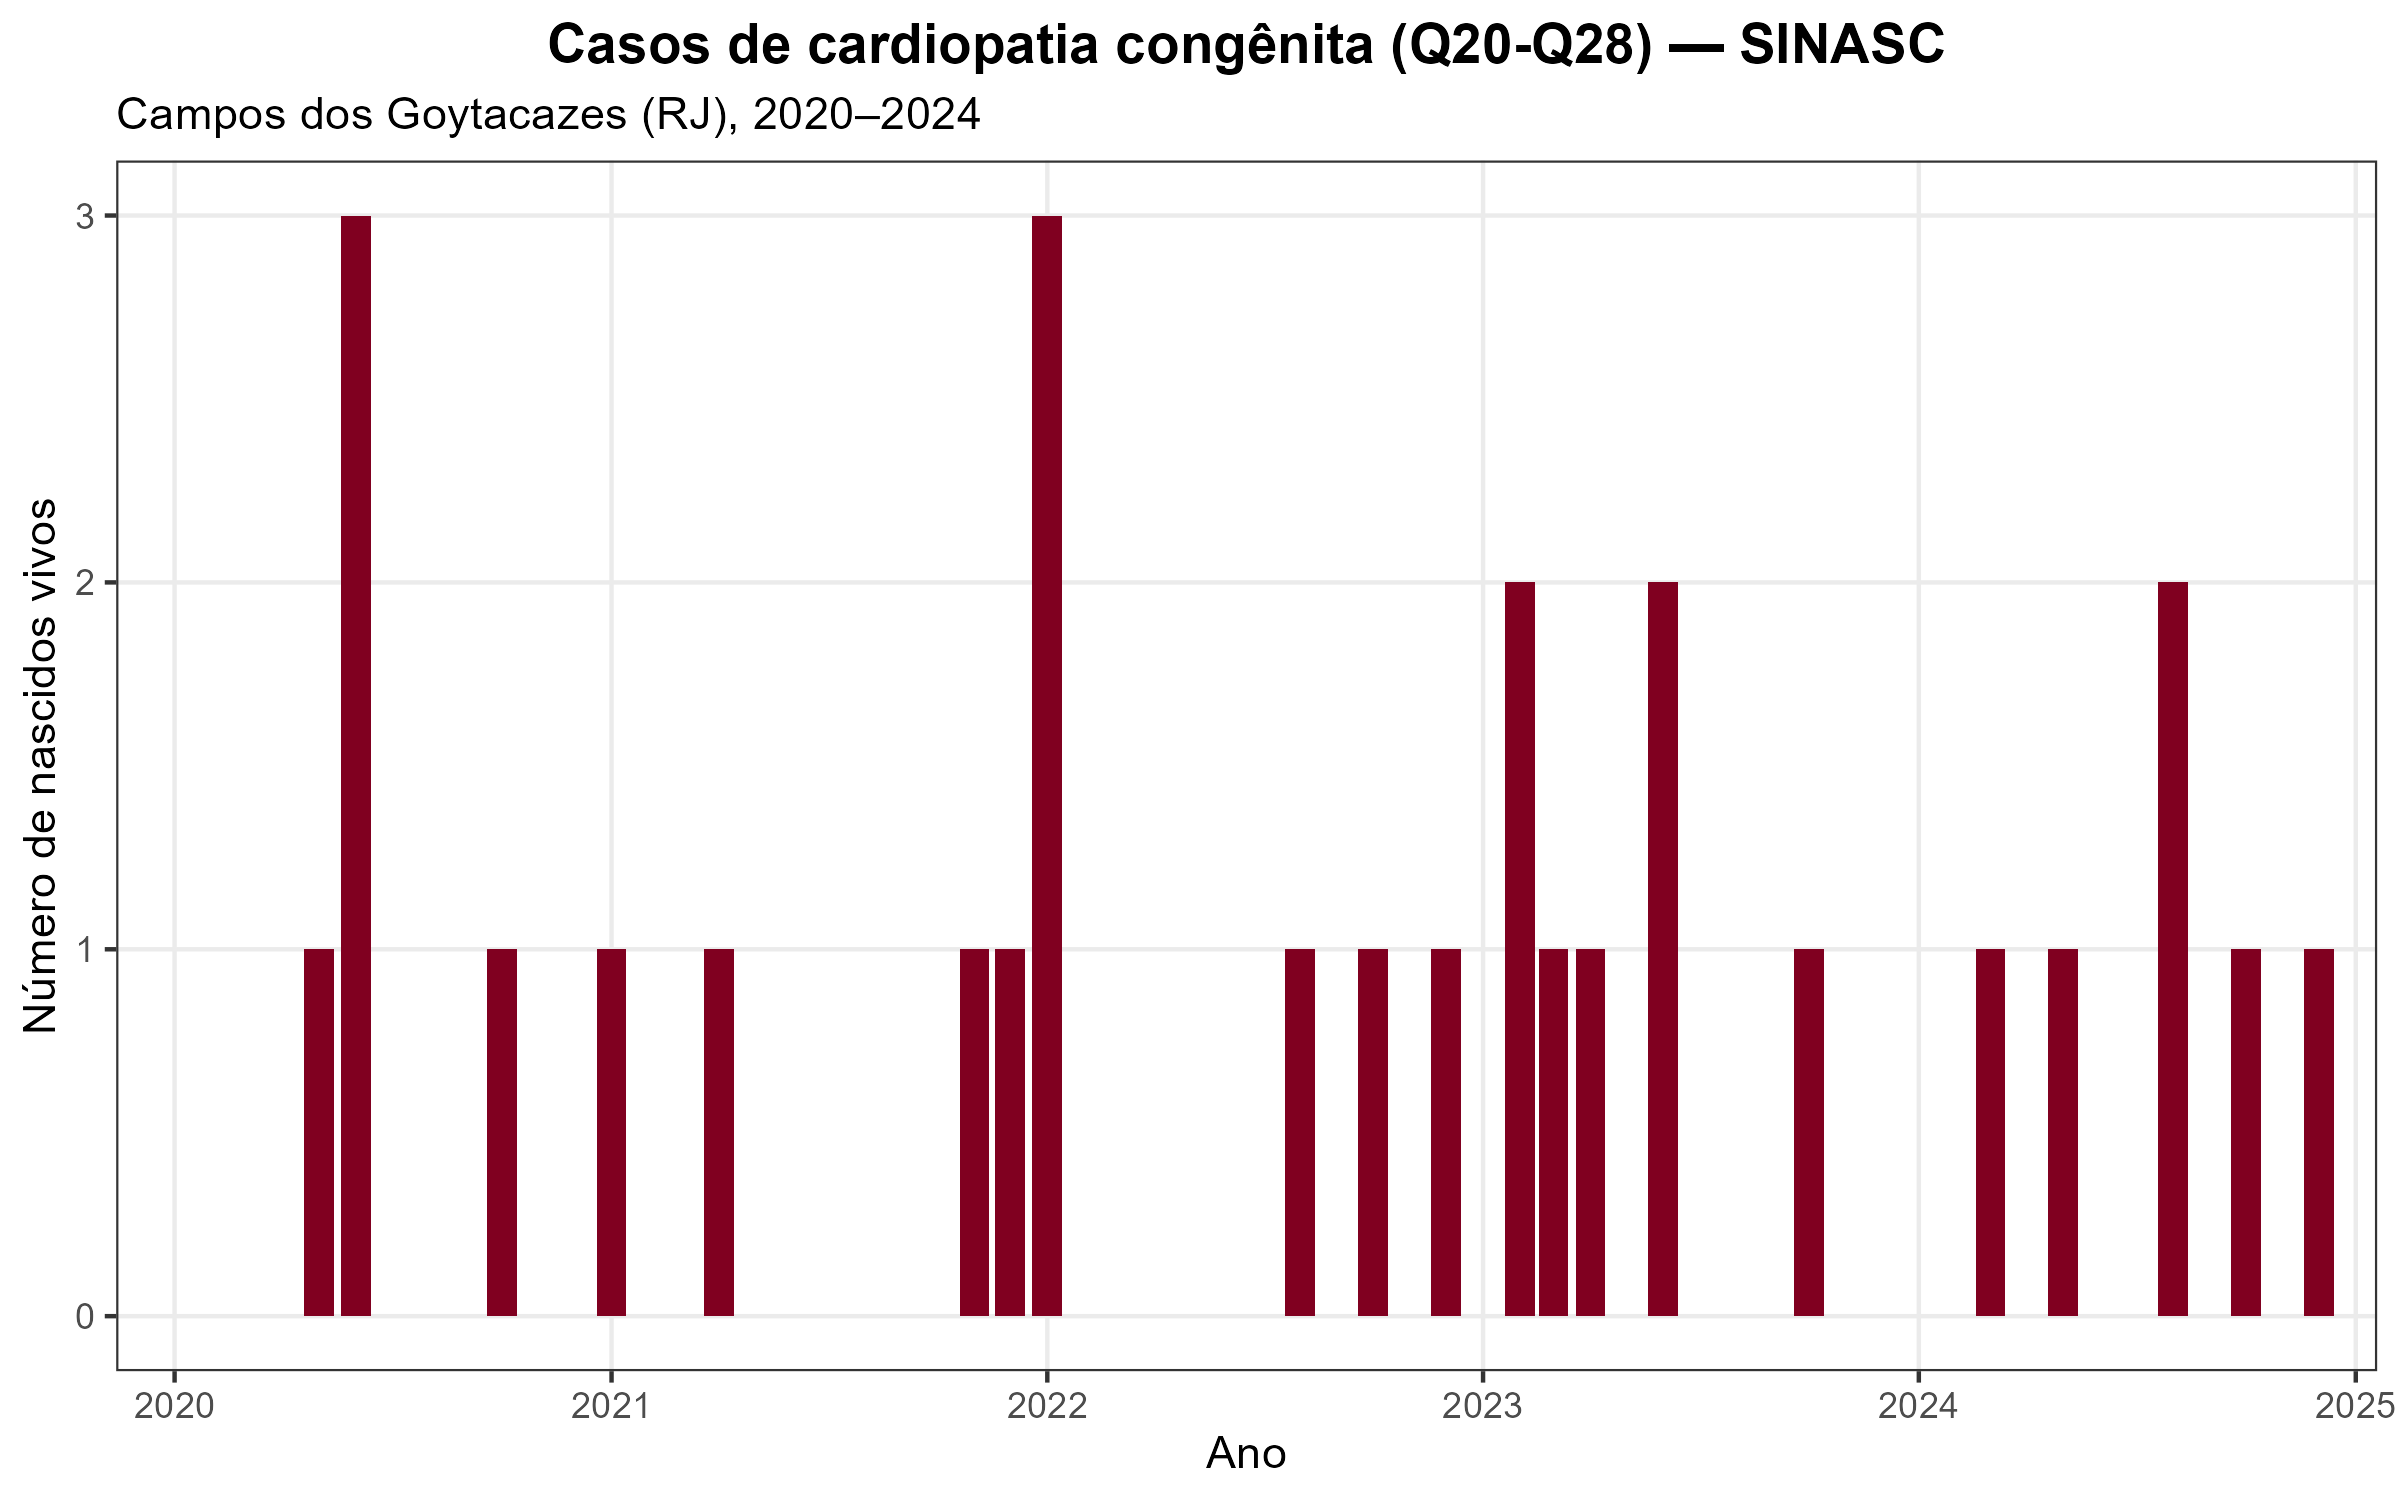 Casos de cardiopatia congênita (Q20-Q28) — SINASC
Campos dos Goytacazes (RJ), 2020–2024
Número de nascidos vivos
3
2
1
0
2020 2021 2022 2023 2024 2025
Ano